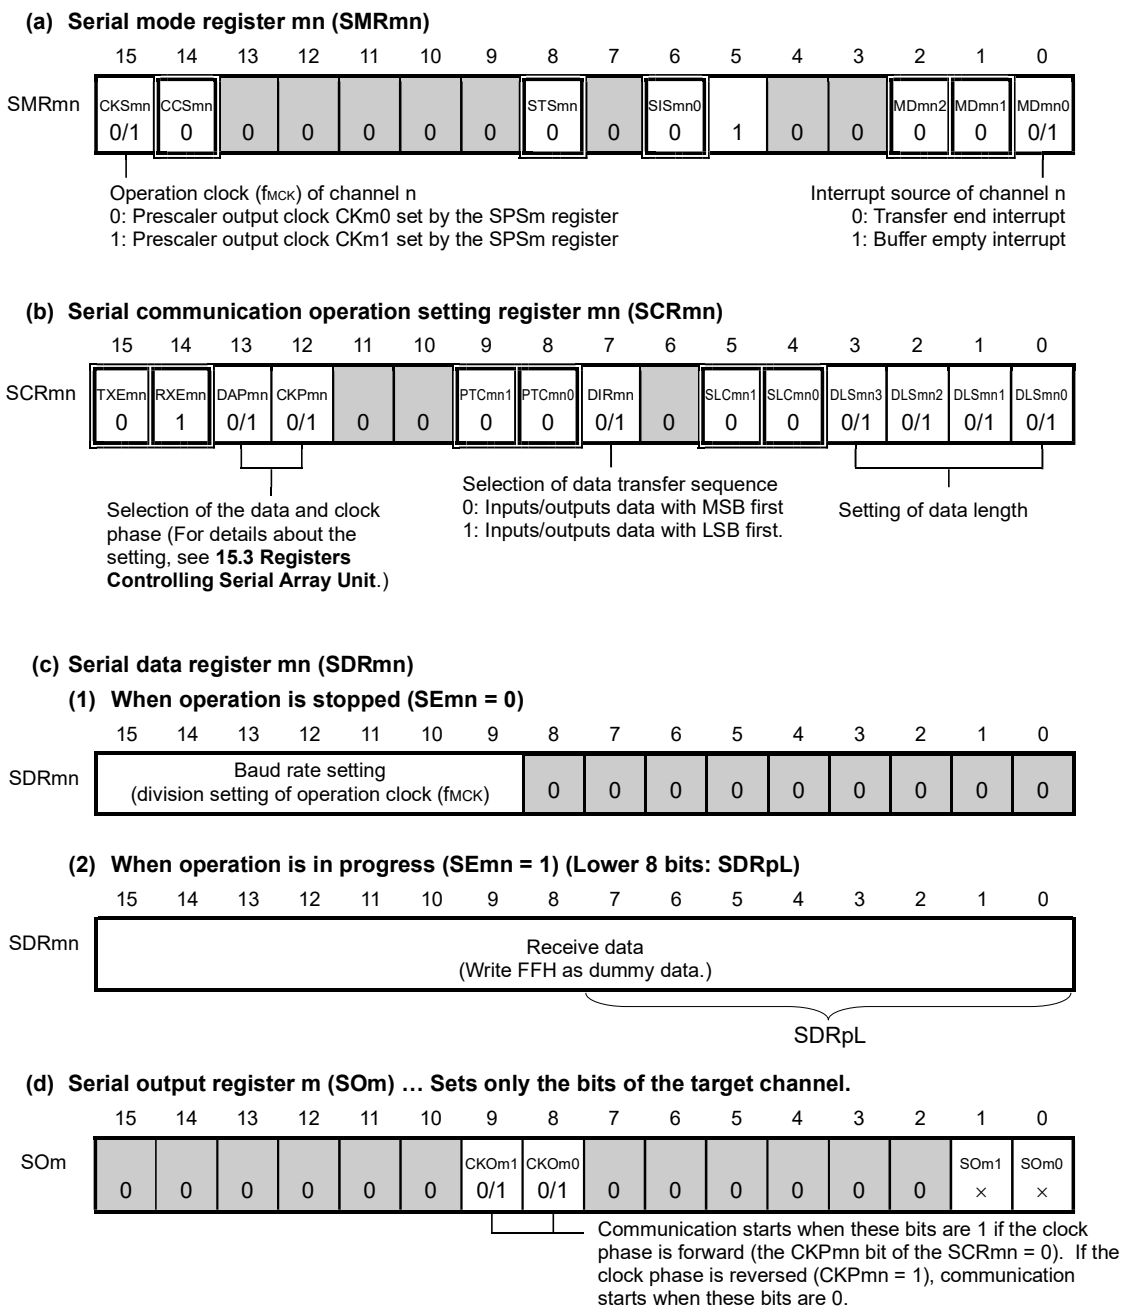 (a) Serial mode register mn (SMRmn)
15 14 13 12 11 10 9 8 7 6 5 4 3 2 1 0
SMRmn CKSmn CCSmn STSmn SISmn0 MDmn2 MDmn1 MDmn0
0/1 0 0 0 0 0 0 0 0 0 1 0 0 0 0 0/1
Operation clock (fMCK) of channel n
0: Prescaler output clock CKm0 set by the SPSm register
1: Prescaler output clock CKm1 set by the SPSm register
Interrupt source of channel n
0: Transfer end interrupt
1: Buffer empty interrupt
(b) Serial communication operation setting register mn (SCRmn)
15 14 13 12 11 10 9 8 7 6 5 4 3 2 1 0
SCRmn TXEmn RXEmn DAPmn CKPmn PTCmn1 PTCmn0 DIRmn SLCmn1 SLCmn0 DLSmn3 DLSmn2 DLSmn1 DLSmn0
0 1 0/1 0/1 0 0 0 0 0/1 0 0 0 0/1 0/1 0/1 0/1
Selection of the data and clock
phase (For details about the
setting, see 15.3 Registers
Controlling Serial Array Unit.)
Selection of data transfer sequence
0: Inputs/outputs data with MSB first
1: Inputs/outputs data with LSB first.
Setting of data length
(c) Serial data register mn (SDRmn)
(1) When operation is stopped (SEmn = 0)
15 14 13 12 11 10 9 8 7 6 5 4 3 2 1 0
SDRmn
Baud rate setting
(division setting of operation clock (fMCK)
0 0 0 0 0 0 0 0 0
(2) When operation is in progress (SEmn = 1) (Lower 8 bits: SDRpL)
15 14 13 12 11 10 9 8 7 6 5 4 3 2 1 0
SDRmn
Receive data
(Write FFH as dummy data.)
SDRpL
(d) Serial output register m (SOm) … Sets only the bits of the target channel.
15 14 13 12 11 10 9 8 7 6 5 4 3 2 1 0
SOm CKOm1 CKOm0 SOm1 SOm0
0 0 0 0 0 0 0/1 0/1 0 0 0 0 0 0 × ×
Communication starts when these bits are 1 if the clock
phase is forward (the CKPmn bit of the SCRmn = 0). If the
clock phase is reversed (CKPmn = 1), communication
starts when these bits are 0.